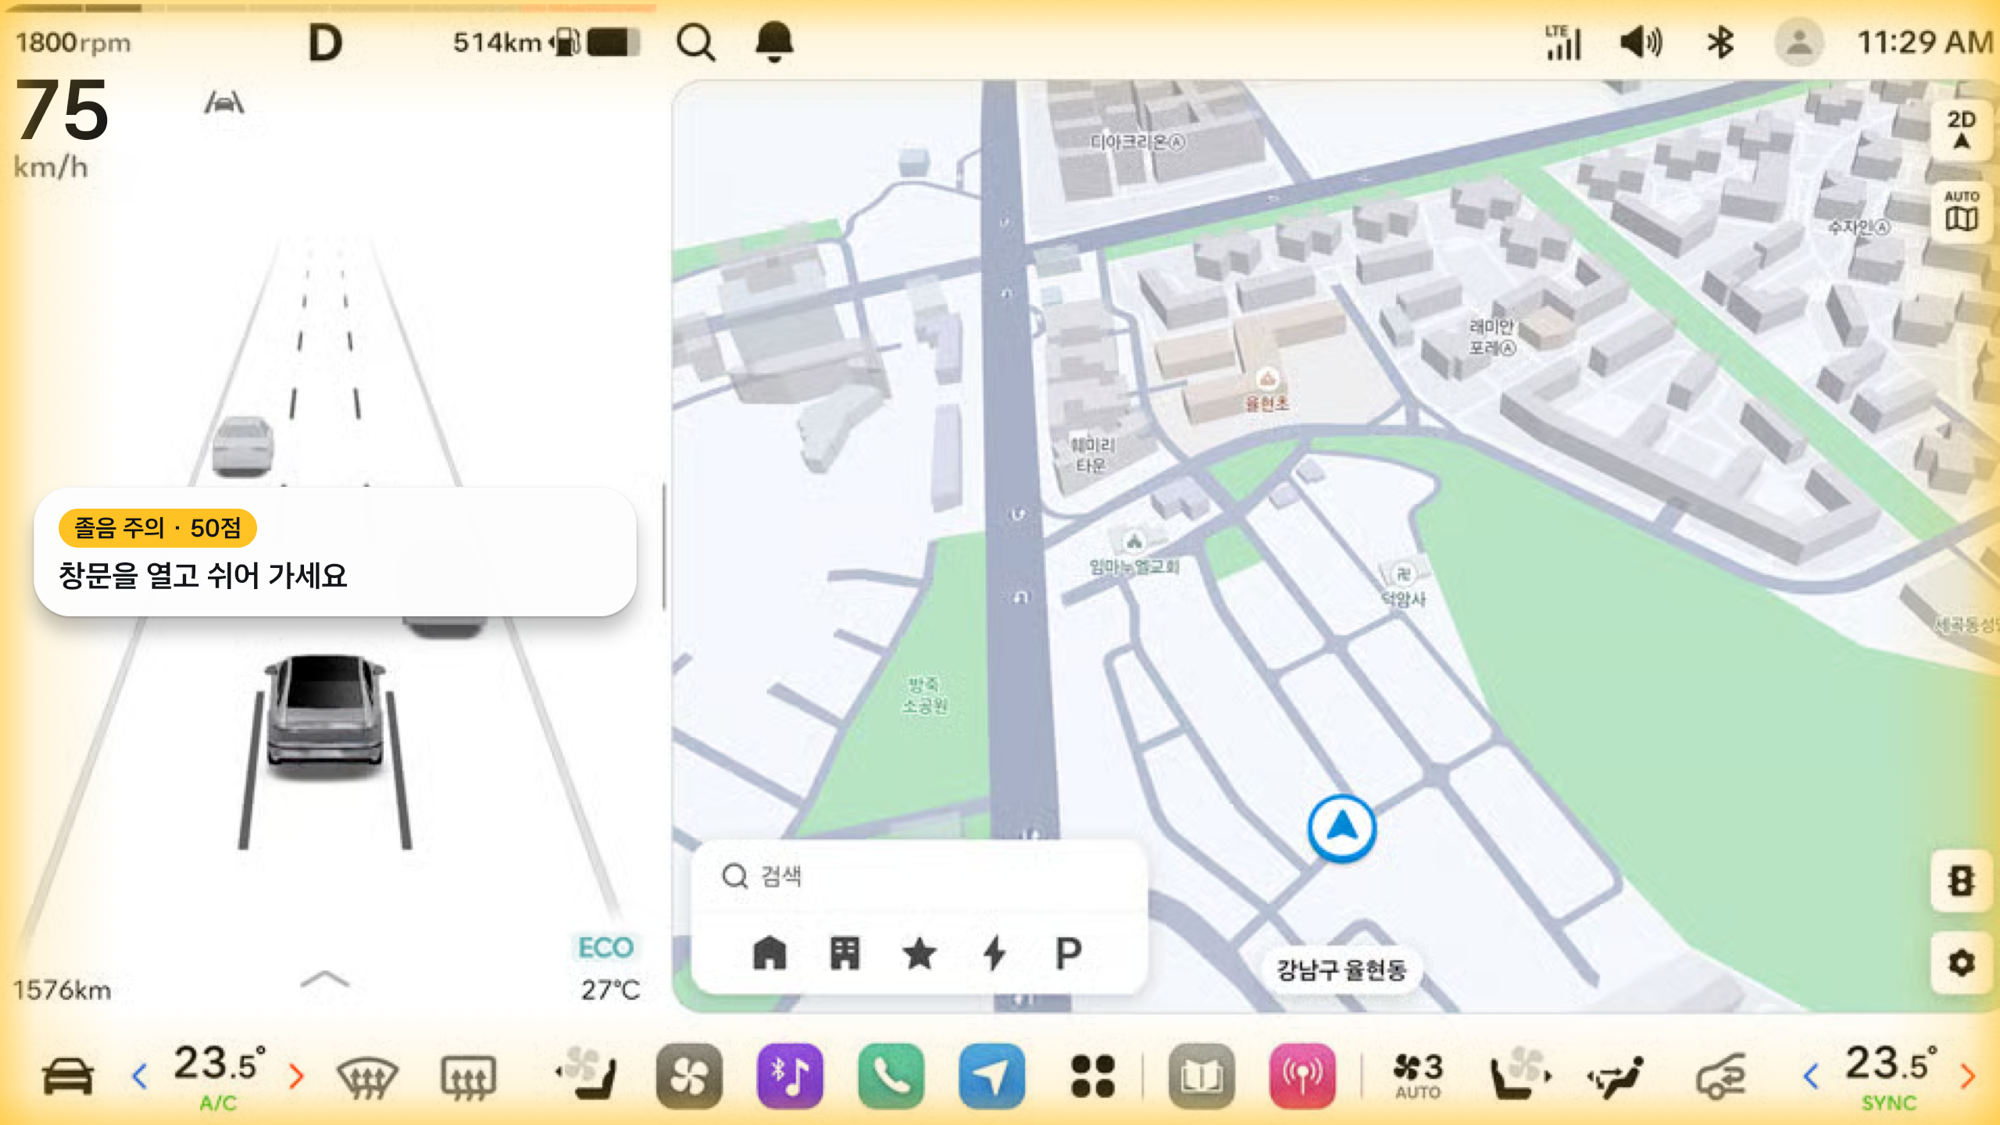 1800rpm
D
514km
LTE
11:29 AM
75
km/h
졸음 주의 · 50점
창문을 열고 쉬어 가세요
ECO
1576km
27°C
디아크리온Ⓐ
수자인Ⓐ
래미안
포레Ⓐ
율현초
훼미리
타운
임마누엘교회
덕암사
방죽
소공원
2D
AUTO
검색
P
강남구 율현동
23.5°
A/C
3
AUTO
23.5°
SYNC